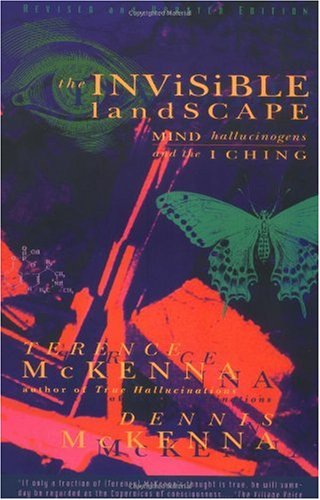 REVISED AND UPDATED EDITION
the INViSiBLE
landSCAPE
MIND hallucinogens
and the I CHING
TERENCE
McKENNA
author of True Hallucinations
DENNIS
McKENNA
"If only a fraction of (Terence) McKenna's thought is true, he will some-
day be regarded as the Copernicus of consciousness." —The Village Voice